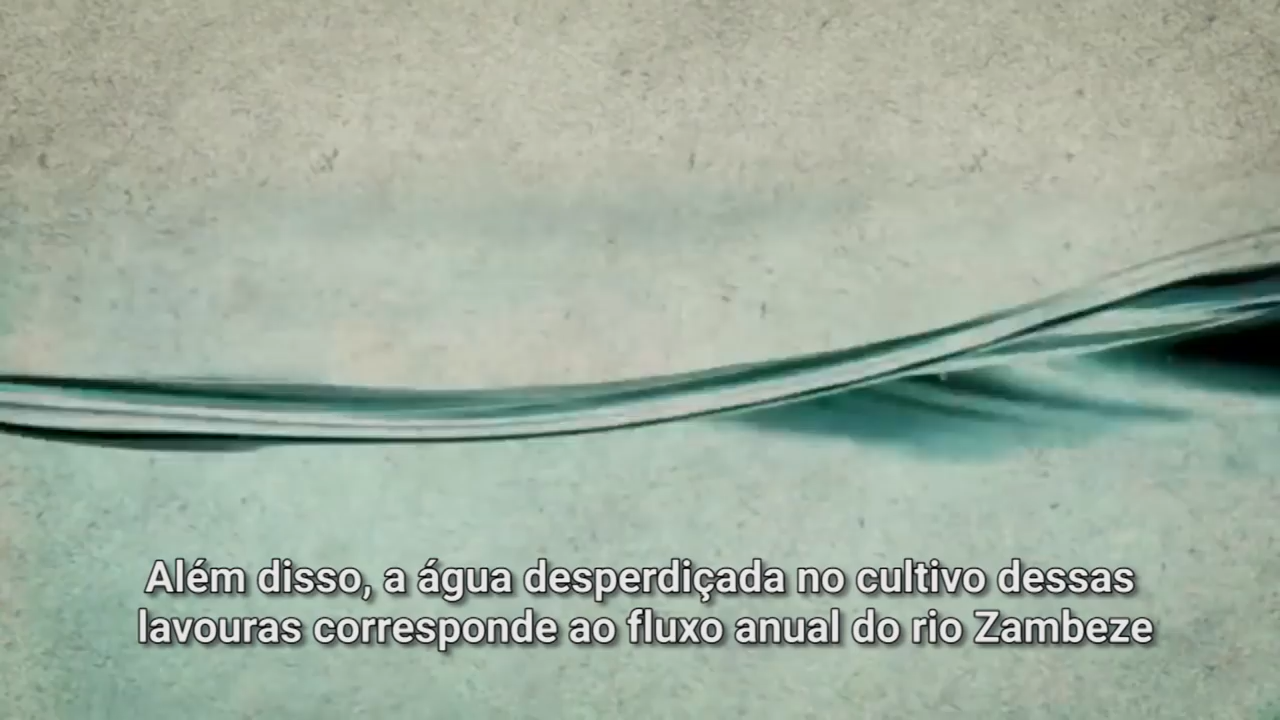 Além disso, a água desperdiçada no cultivo dessas
lavouras corresponde ao fluxo anual do rio Zambeze